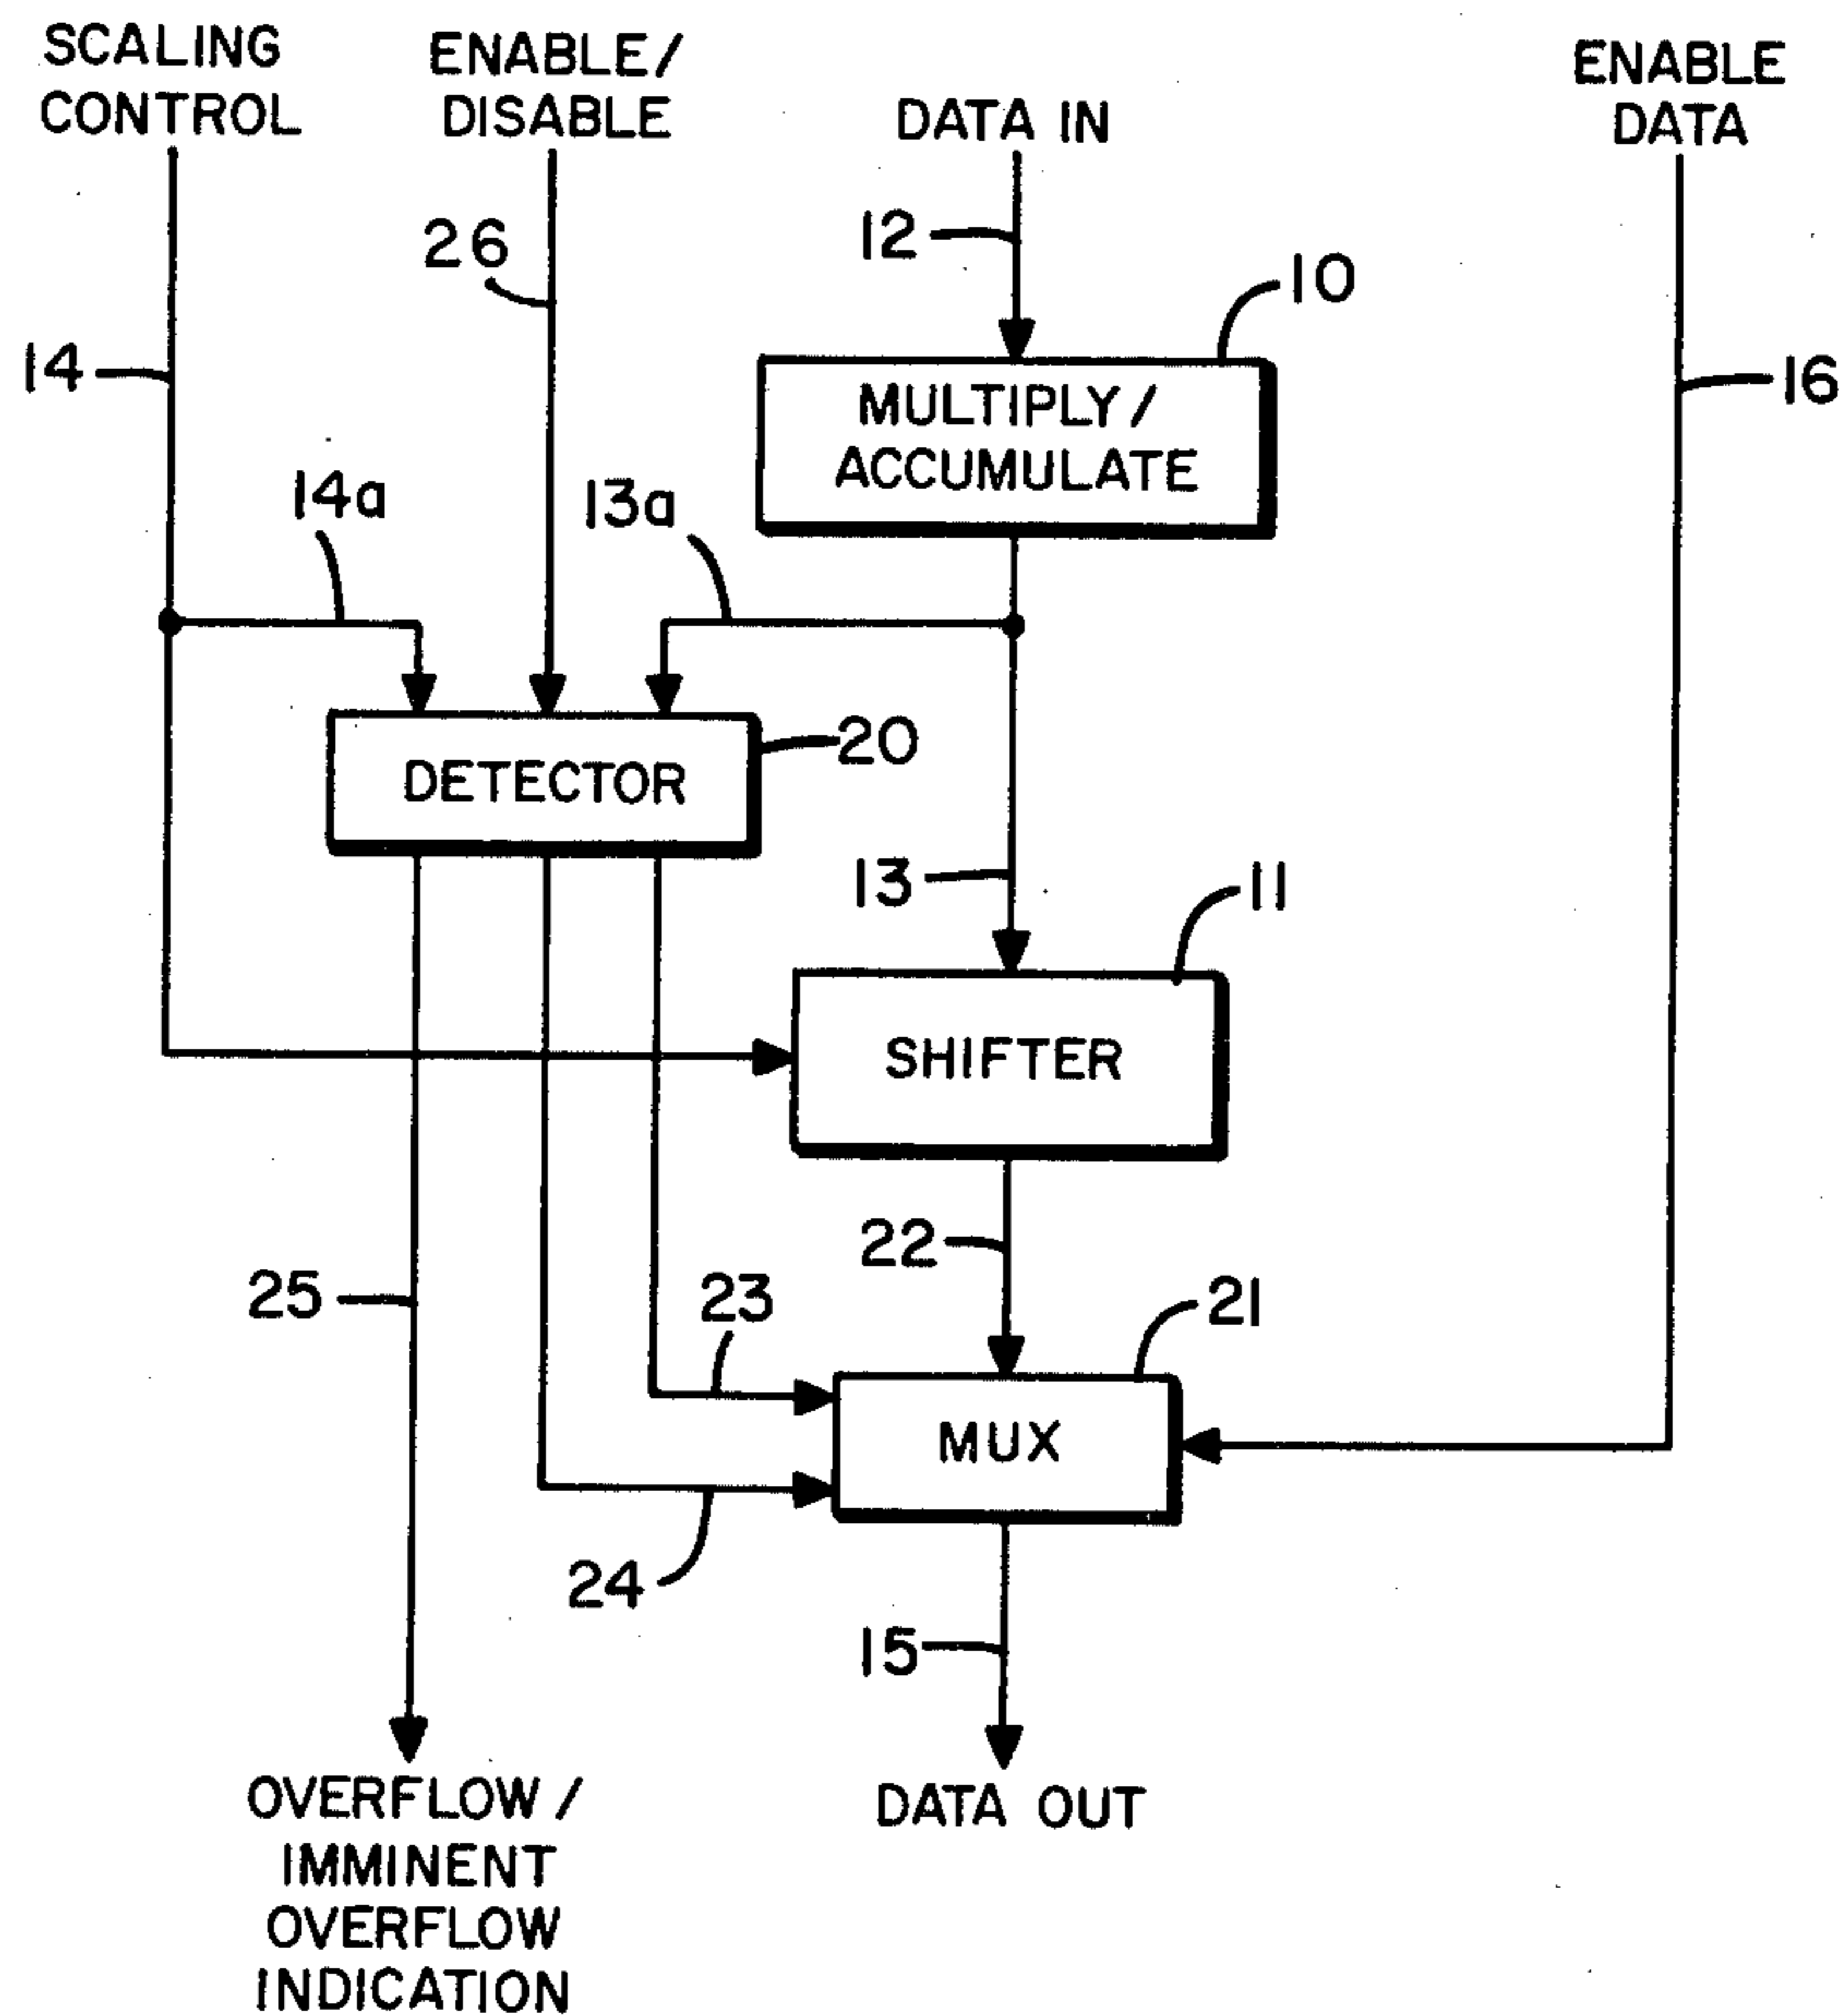 SCALING
CONTROL
ENABLE/
DISABLE
DATA IN
ENABLE
DATA
12
26
10
14
16
MULTIPLY/
ACCUMULATE
14a
13a
20
DETECTOR
13
11
SHIFTER
22
25
23
21
MUX
24
15
OVERFLOW/
IMMINENT
OVERFLOW
INDICATION
DATA OUT